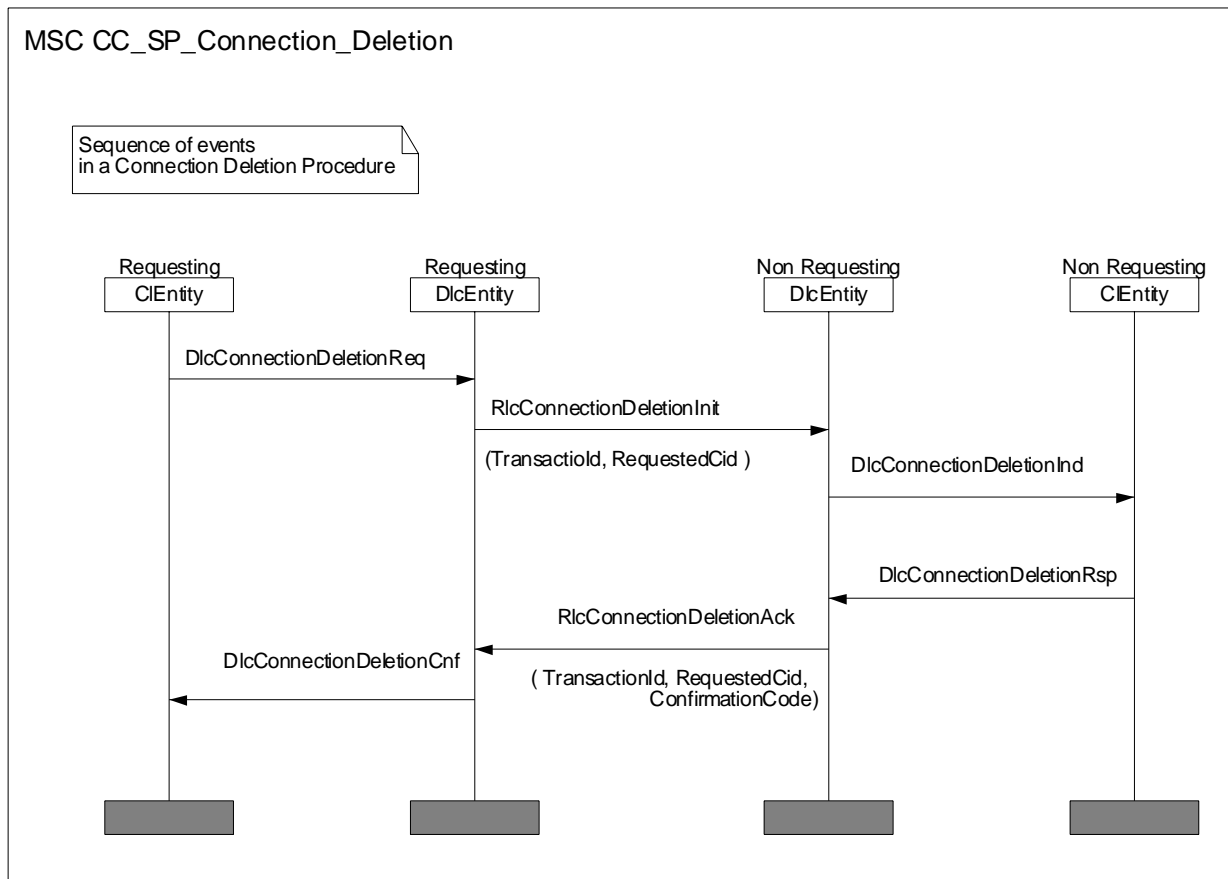 MSC CC_SP_Connection_Deletion
Sequence of events
in a Connection Deletion Procedure
Requesting
ClEntity
Requesting
DlcEntity
Non Requesting
DlcEntity
Non Requesting
ClEntity
DlcConnectionDeletionReq
RlcConnectionDeletionInit
(TransactioId, RequestedCid )
DlcConnectionDeletionInd
DlcConnectionDeletionRsp
RlcConnectionDeletionAck
( TransactionId, RequestedCid,
ConfirmationCode)
DlcConnectionDeletionCnf